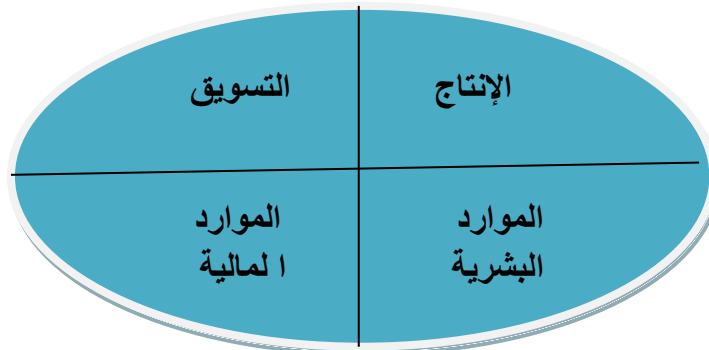 الإنتاج
التسويق
الموارد
البشرية
الموارد
ا لمالية